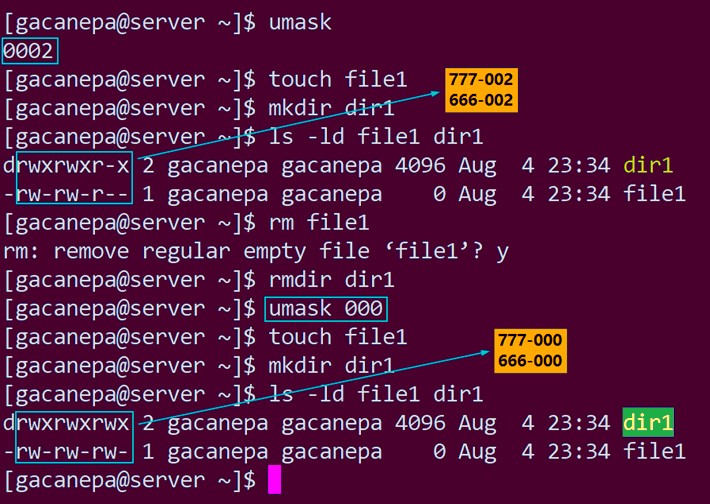 [gacanepa@server ~]$ umask
0002
[gacanepa@server ~]$ touch file1
777-002
666-002
[gacanepa@server ~]$ mkdir dir1
[gacanepa@server ~]$ ls -ld file1 dir1
drwxrwxr-x 2 gacanepa gacanepa 4096 Aug  4 23:34 dir1
-rw-rw-r-- 1 gacanepa gacanepa    0 Aug  4 23:34 file1
[gacanepa@server ~]$ rm file1
rm: remove regular empty file ‘file1’? y
[gacanepa@server ~]$ rmdir dir1
[gacanepa@server ~]$ umask 000
[gacanepa@server ~]$ touch file1
777-000
666-000
[gacanepa@server ~]$ mkdir dir1
[gacanepa@server ~]$ ls -ld file1 dir1
drwxrwxrwx 2 gacanepa gacanepa 4096 Aug  4 23:34 dir1
-rw-rw-rw- 1 gacanepa gacanepa    0 Aug  4 23:34 file1
[gacanepa@server ~]$